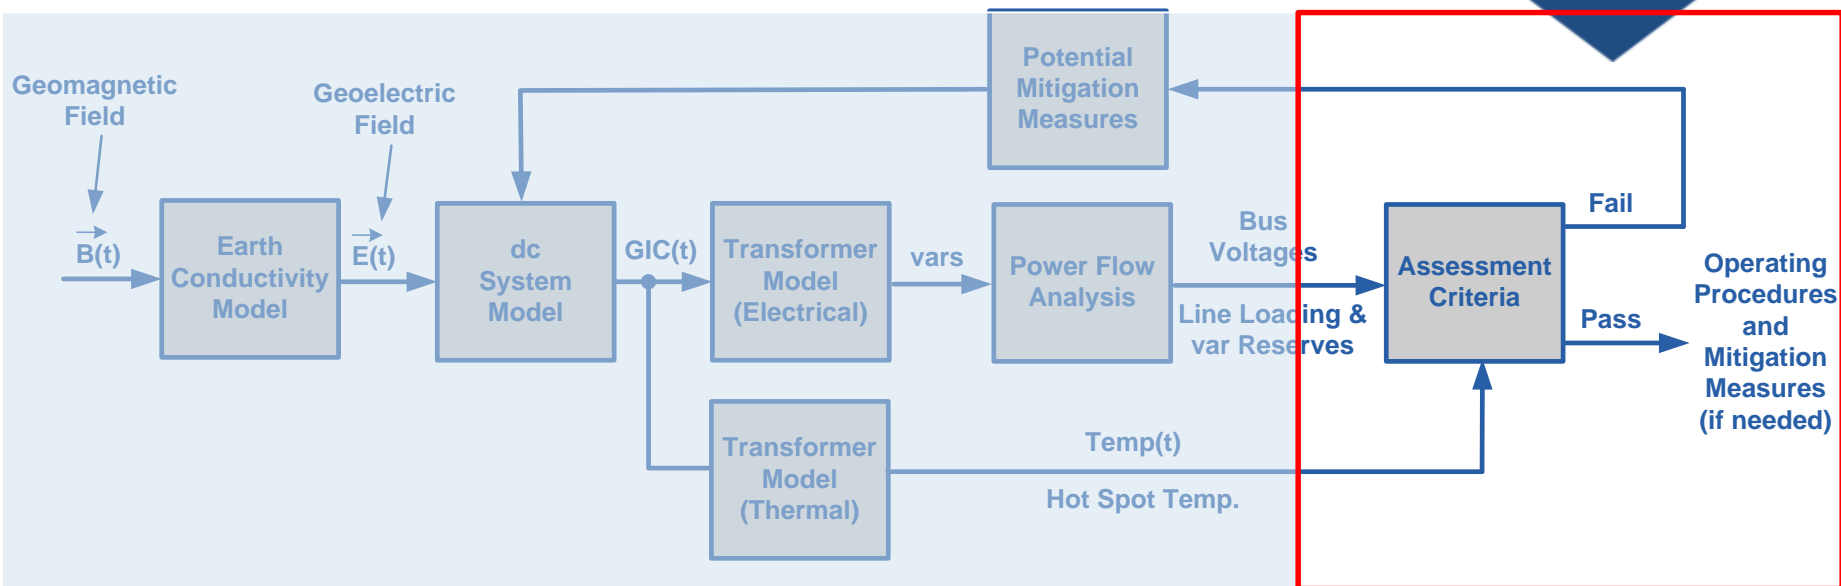 Geomagnetic
Field
Geoelectric
Field
Potential
Mitigation
Measures
B(t)
Earth
Conductivity
Model
E(t)
dc
System
Model
GIC(t)
Transformer
Model
(Electrical)
vars
Power Flow
Analysis
Bus
Voltages
Line Loading &
var Reserves
Assessment
Criteria
Fail
Pass
Operating
Procedures
and
Mitigation
Measures
(if needed)
Transformer
Model
(Thermal)
Temp(t)
Hot Spot Temp.